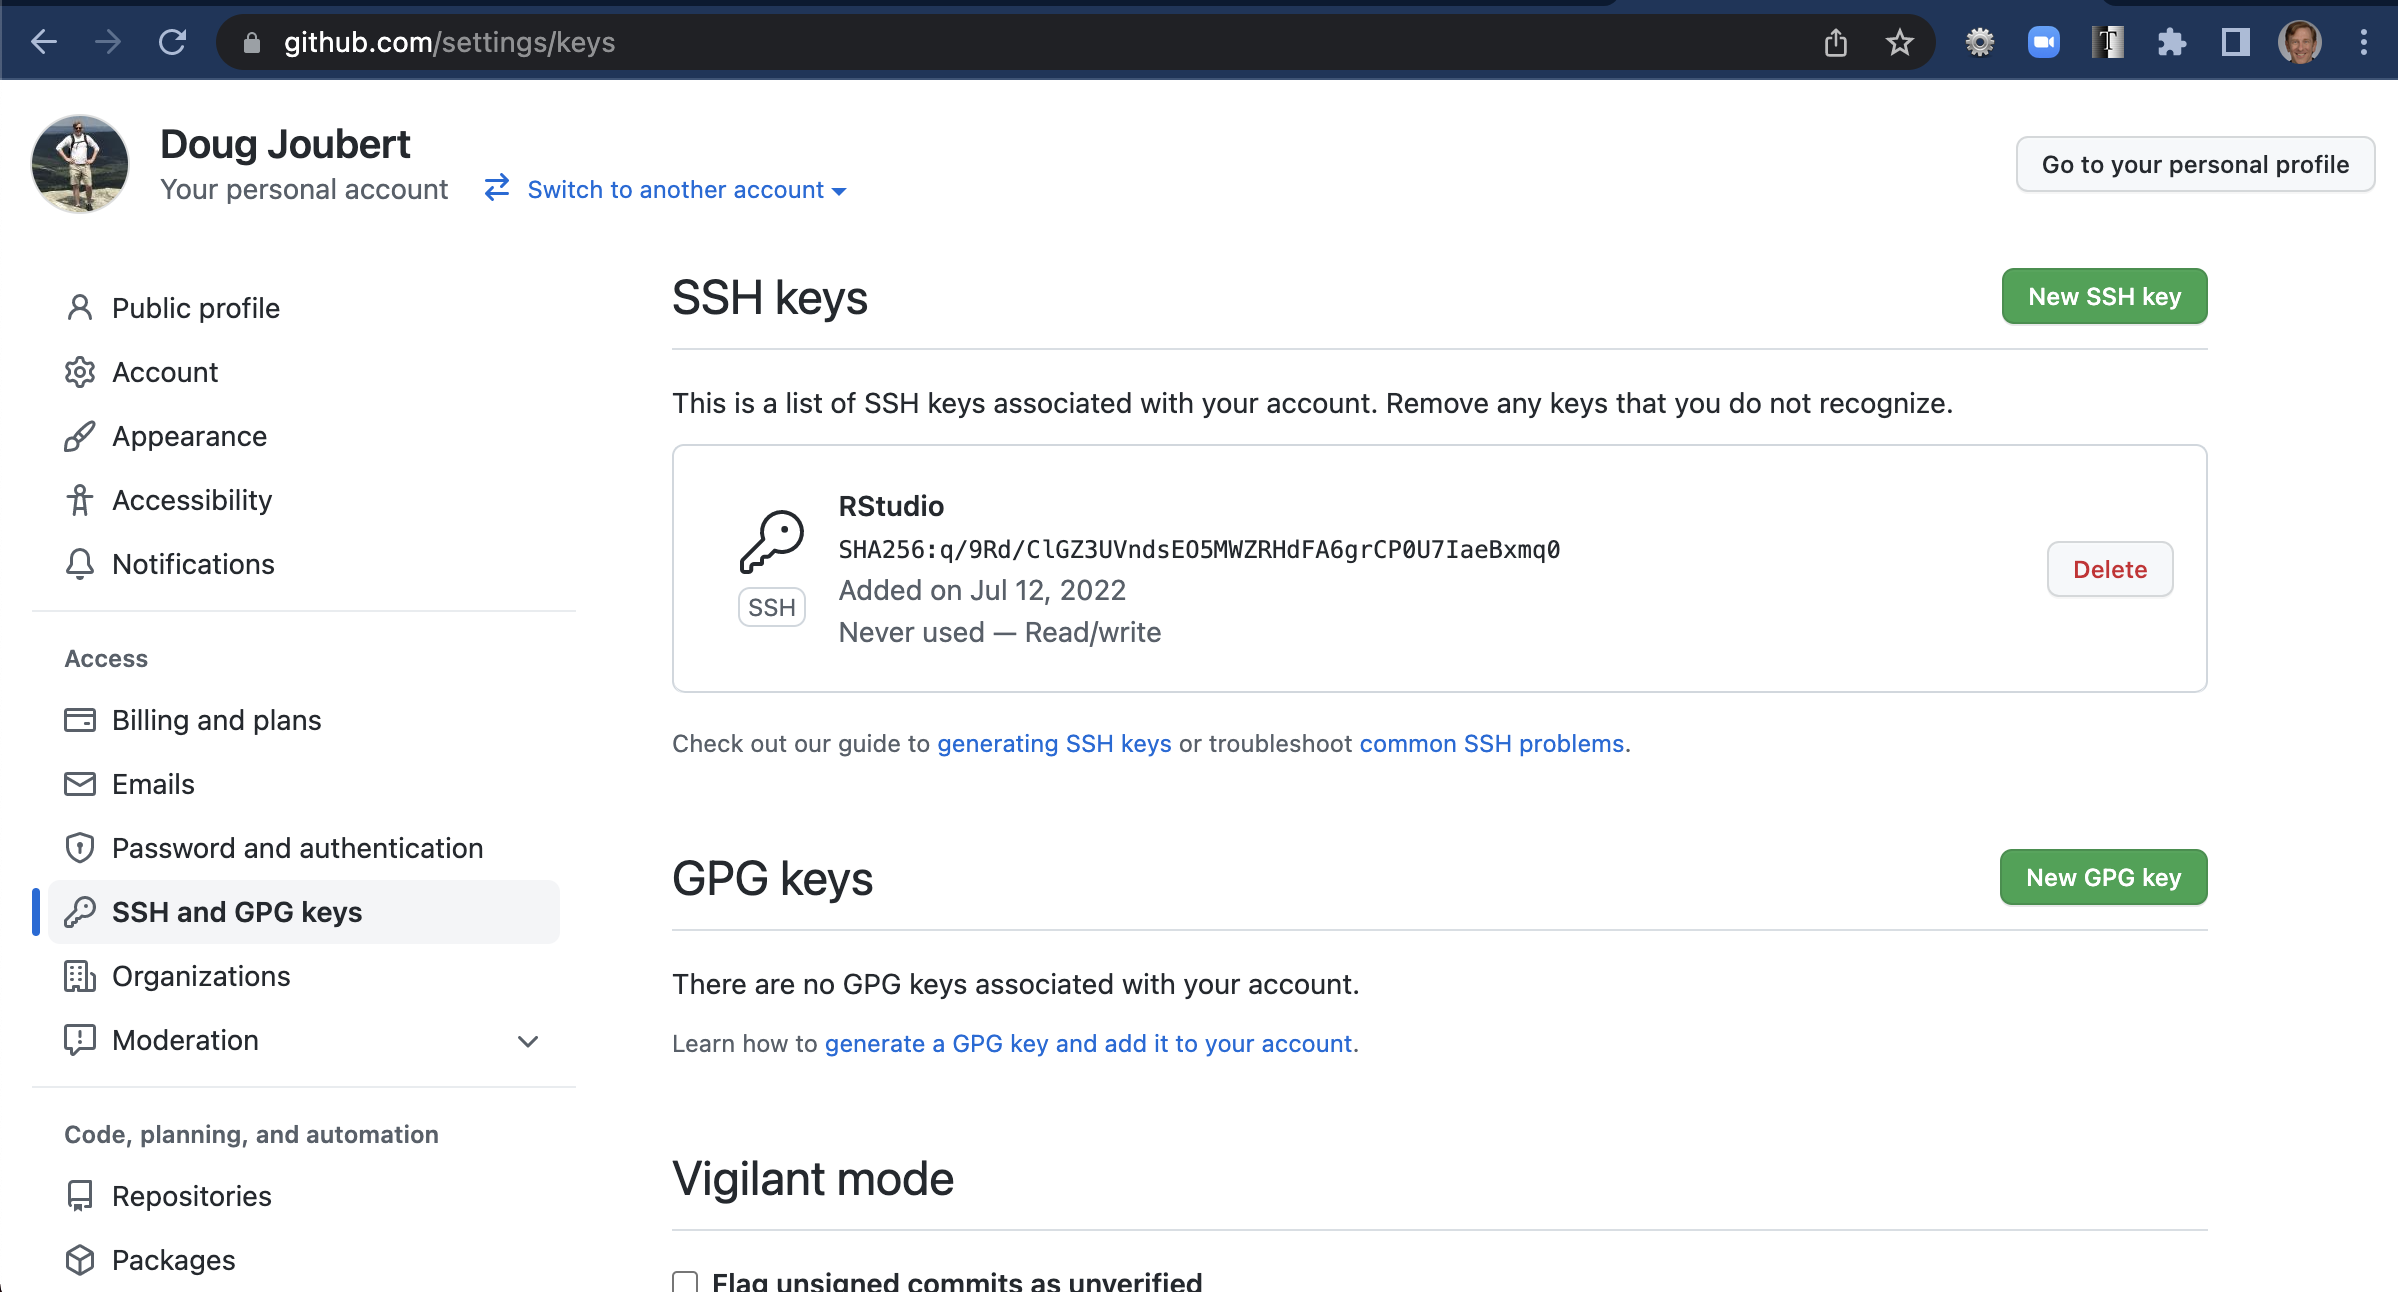 github.com/settings/keys
T
Doug Joubert
Your personal account
Switch to another account
Go to your personal profile
Public profile
Account
Appearance
Accessibility
Notifications
Access
Billing and plans
Emails
Password and authentication
SSH and GPG keys
Organizations
Moderation
Code, planning, and automation
Repositories
Packages
SSH keys
New SSH key
This is a list of SSH keys associated with your account. Remove any keys that you do not recognize.
RStudio
SHA256:q/9Rd/ClGZ3UVndsEO5MWZRHdFA6grCP0U7IaeBxmq0
Added on Jul 12, 2022
Never used — Read/write
SSH
Delete
Check out our guide to generating SSH keys or troubleshoot common SSH problems.
GPG keys
New GPG key
There are no GPG keys associated with your account.
Learn how to generate a GPG key and add it to your account.
Vigilant mode
Flag unsigned commits as unverified